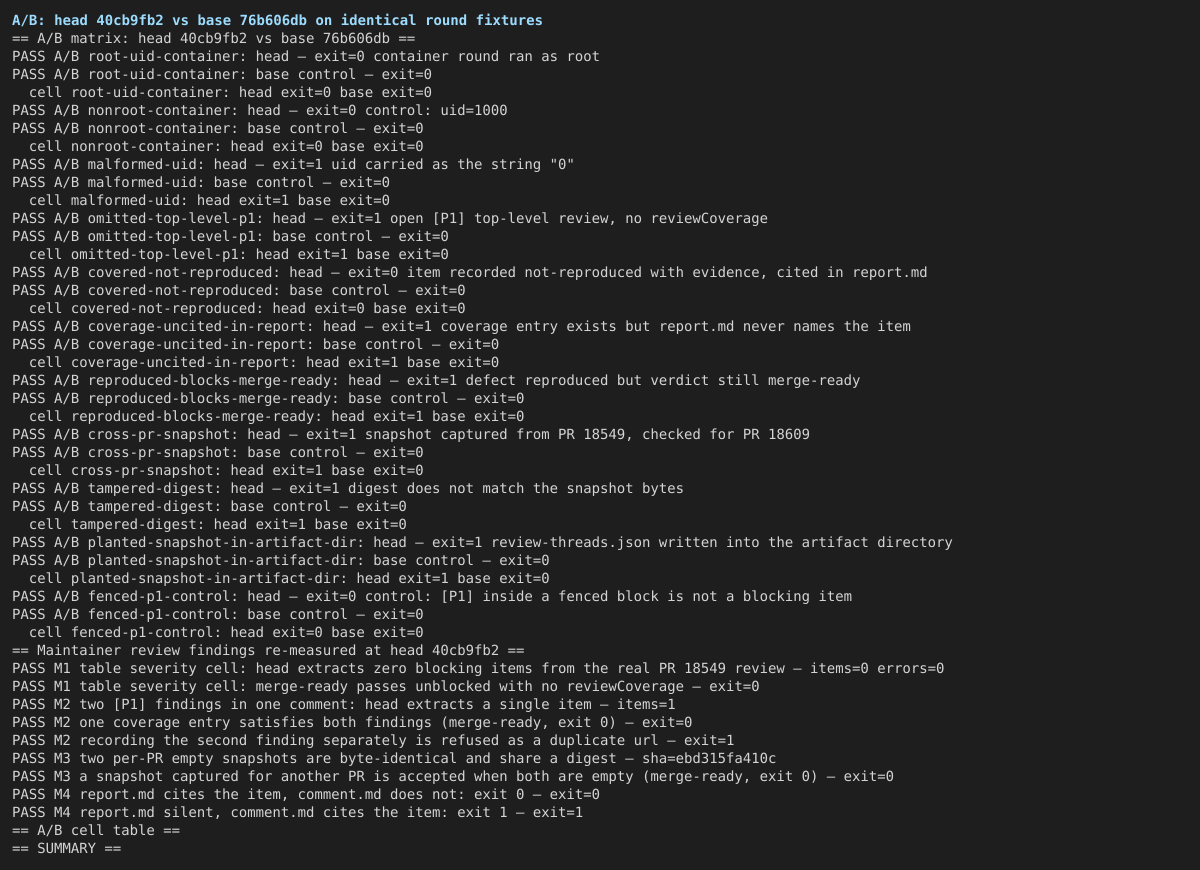 A/B: head 40cb9fb2 vs base 76b606db on identical round fixtures
== A/B matrix: head 40cb9fb2 vs base 76b606db ==
PASS A/B root-uid-container: head — exit=0 container round ran as root
PASS A/B root-uid-container: base control — exit=0
  cell root-uid-container: head exit=0 base exit=0
PASS A/B nonroot-container: head — exit=0 control: uid=1000
PASS A/B nonroot-container: base control — exit=0
  cell nonroot-container: head exit=0 base exit=0
PASS A/B malformed-uid: head — exit=1 uid carried as the string "0"
PASS A/B malformed-uid: base control — exit=0
  cell malformed-uid: head exit=1 base exit=0
PASS A/B omitted-top-level-p1: head — exit=1 open [P1] top-level review, no reviewCoverage
PASS A/B omitted-top-level-p1: base control — exit=0
  cell omitted-top-level-p1: head exit=1 base exit=0
PASS A/B covered-not-reproduced: head — exit=0 item recorded not-reproduced with evidence, cited in report.md
PASS A/B covered-not-reproduced: base control — exit=0
  cell covered-not-reproduced: head exit=0 base exit=0
PASS A/B coverage-uncited-in-report: head — exit=1 coverage entry exists but report.md never names the item
PASS A/B coverage-uncited-in-report: base control — exit=0
  cell coverage-uncited-in-report: head exit=1 base exit=0
PASS A/B reproduced-blocks-merge-ready: head — exit=1 defect reproduced but verdict still merge-ready
PASS A/B reproduced-blocks-merge-ready: base control — exit=0
  cell reproduced-blocks-merge-ready: head exit=1 base exit=0
PASS A/B cross-pr-snapshot: head — exit=1 snapshot captured from PR 18549, checked for PR 18609
PASS A/B cross-pr-snapshot: base control — exit=0
  cell cross-pr-snapshot: head exit=1 base exit=0
PASS A/B tampered-digest: head — exit=1 digest does not match the snapshot bytes
PASS A/B tampered-digest: base control — exit=0
  cell tampered-digest: head exit=1 base exit=0
PASS A/B planted-snapshot-in-artifact-dir: head — exit=1 review-threads.json written into the artifact directory
PASS A/B planted-snapshot-in-artifact-dir: base control — exit=0
  cell planted-snapshot-in-artifact-dir: head exit=1 base exit=0
PASS A/B fenced-p1-control: head — exit=0 control: [P1] inside a fenced block is not a blocking item
PASS A/B fenced-p1-control: base control — exit=0
  cell fenced-p1-control: head exit=0 base exit=0
== Maintainer review findings re-measured at head 40cb9fb2 ==
PASS M1 table severity cell: head extracts zero blocking items from the real PR 18549 review — items=0 errors=0
PASS M1 table severity cell: merge-ready passes unblocked with no reviewCoverage — exit=0
PASS M2 two [P1] findings in one comment: head extracts a single item — items=1
PASS M2 one coverage entry satisfies both findings (merge-ready, exit 0) — exit=0
PASS M2 recording the second finding separately is refused as a duplicate url — exit=1
PASS M3 two per-PR empty snapshots are byte-identical and share a digest — sha=ebd315fa410c
PASS M3 a snapshot captured for another PR is accepted when both are empty (merge-ready, exit 0) — exit=0
PASS M4 report.md cites the item, comment.md does not: exit 0 — exit=0
PASS M4 report.md silent, comment.md cites the item: exit 1 — exit=1
== A/B cell table ==
== SUMMARY ==